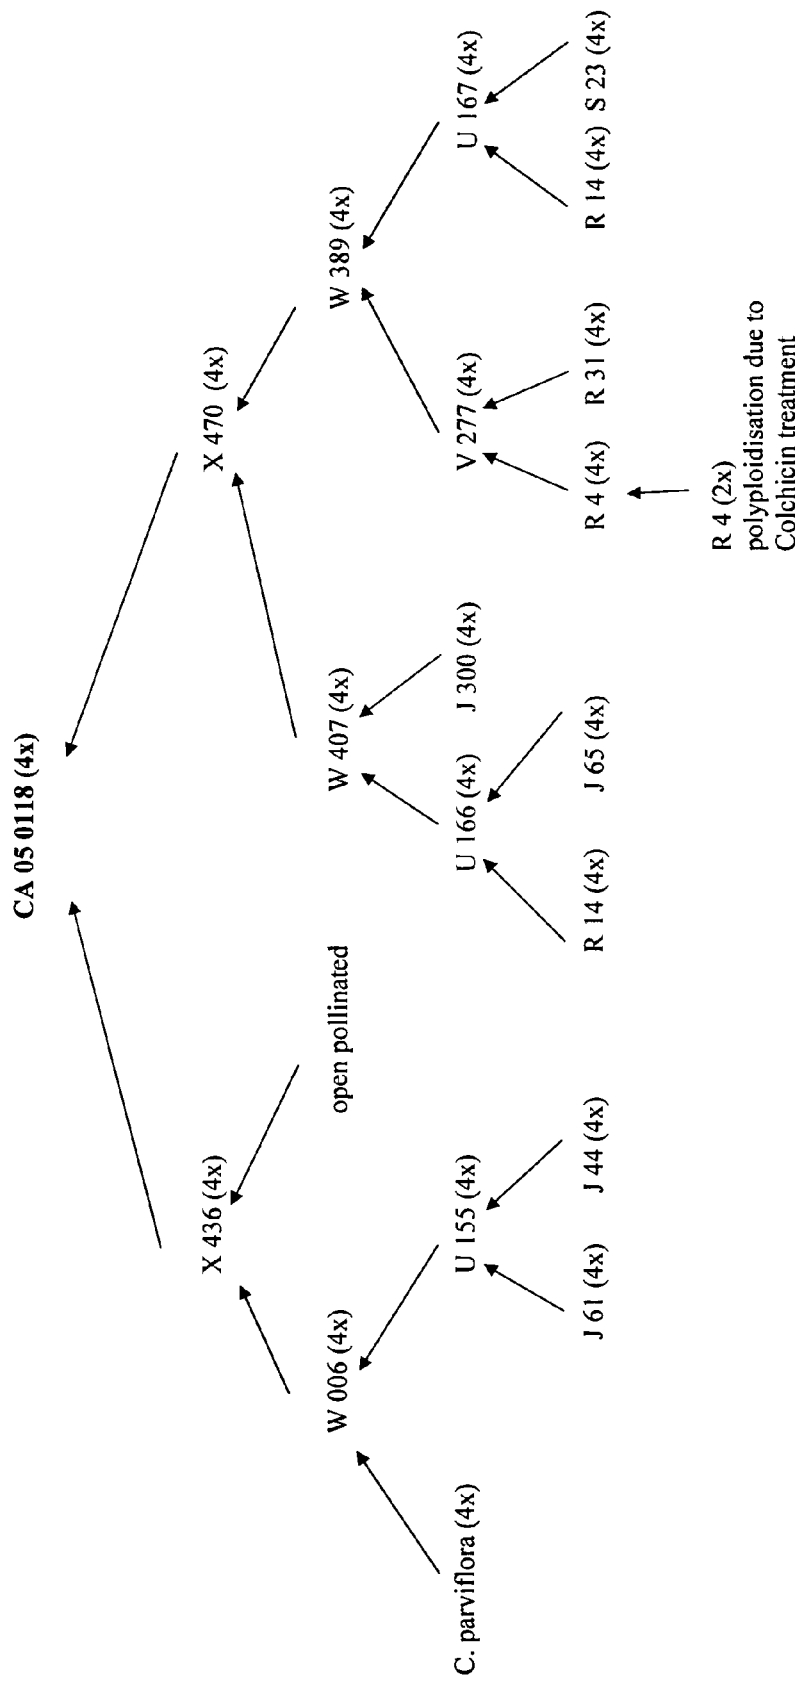 CA 05 0118 (4x)
X 436 (4x)
X 470 (4x)
W 006 (4x)
open pollinated
W 407 (4x)
W 389 (4x)
C. parviflora (4x)
U 155 (4x)
U 166 (4x)
J 300 (4x)
V 277 (4x)
U 167 (4x)
J 61 (4x)
J 44 (4x)
R 14 (4x)
J 65 (4x)
R 4 (4x)
R 31 (4x)
R 14 (4x)
S 23 (4x)
R 4 (2x)
polyploidisation due to
Colchicin treatment